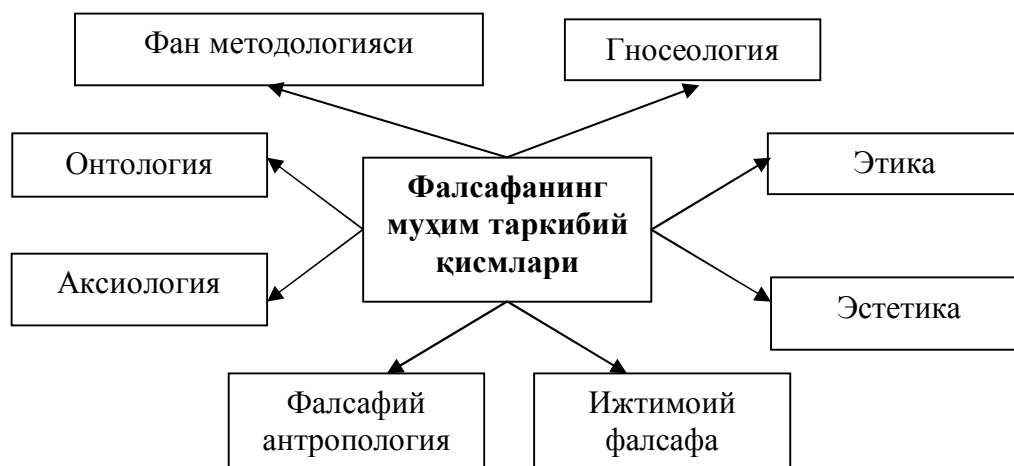 Фан методологияси
Гносеология
Онтология
Фалсафанинг
муҳим таркибий
қисмлари
Этика
Аксиология
Эстетика
Фалсафий
антропология
Ижтимоий
фалсафа